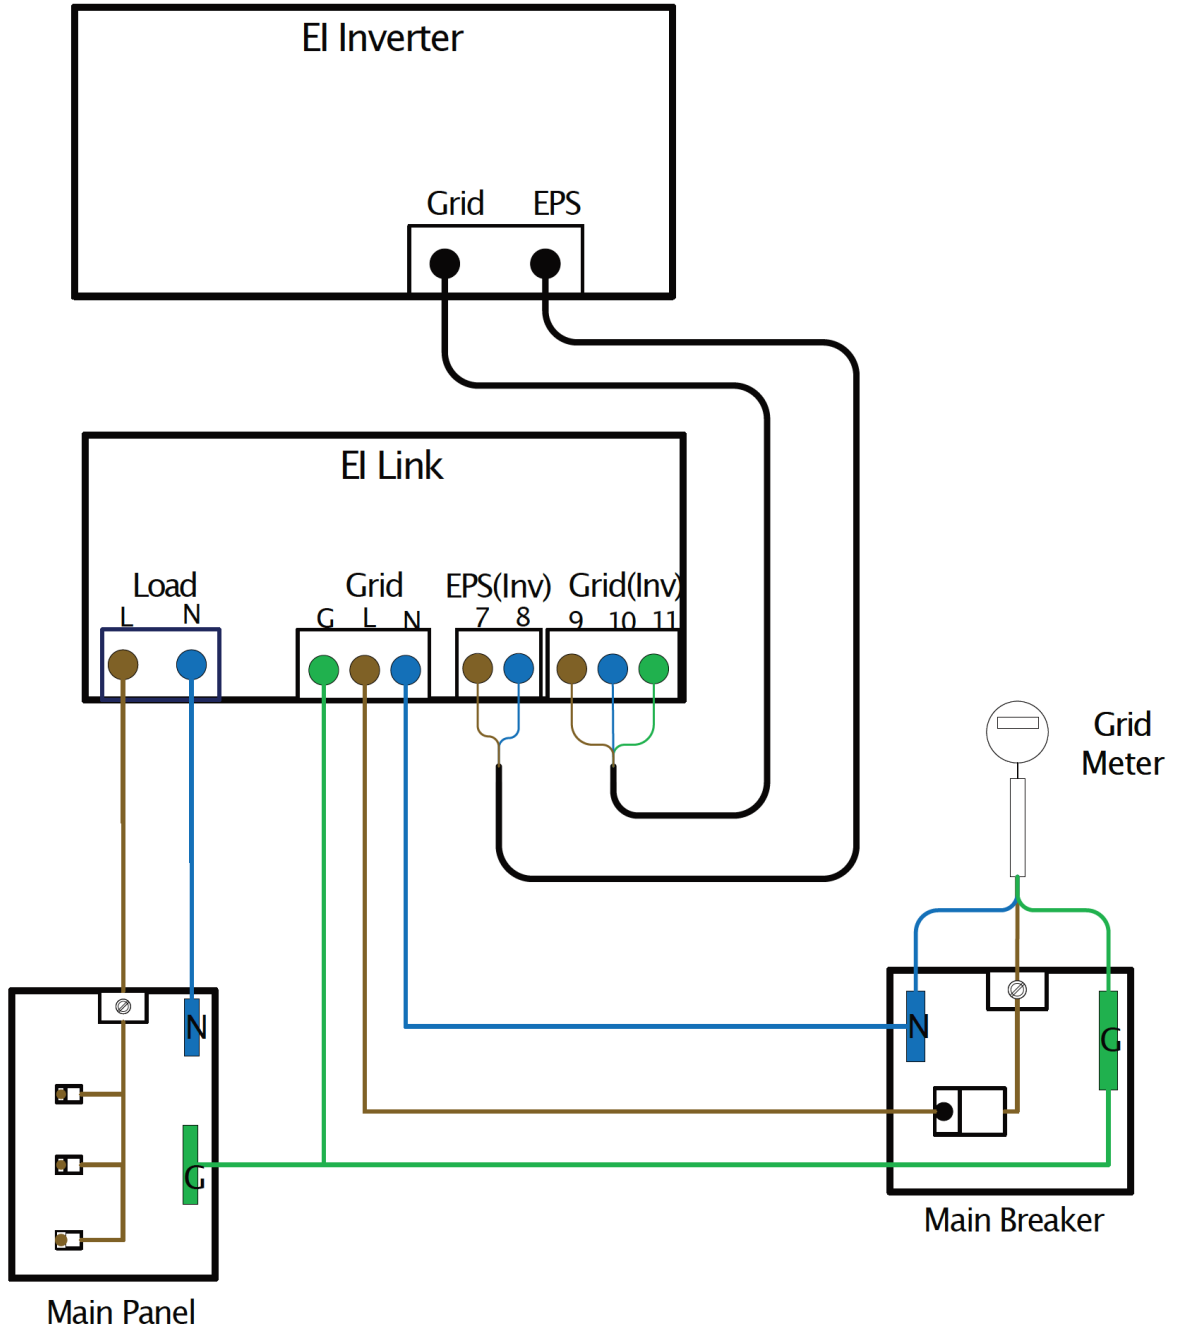 EI Inverter
Grid EPS
EI Link
Load Grid EPS(Inv) Grid(Inv)
L N G L N 7 8 9 10 11
Grid
Meter
N G
N
G
Main Breaker
Main Panel